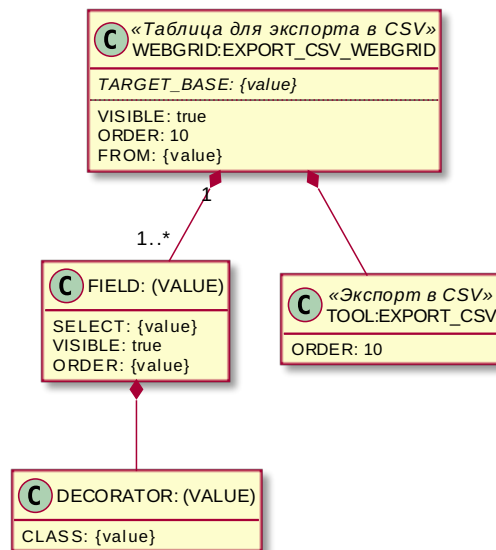 C
«Таблица для экспорта в CSV»
WEBGRID:EXPORT_CSV_WEBGRID
TARGET_BASE: {value}
VISIBLE: true
ORDER: 10
FROM: {value}
1
1..*
C
FIELD: (VALUE)
SELECT: {value}
VISIBLE: true
ORDER: {value}
C
«Экспорт в CSV»
TOOL:EXPORT_CSV
ORDER: 10
C
DECORATOR: (VALUE)
CLASS: {value}